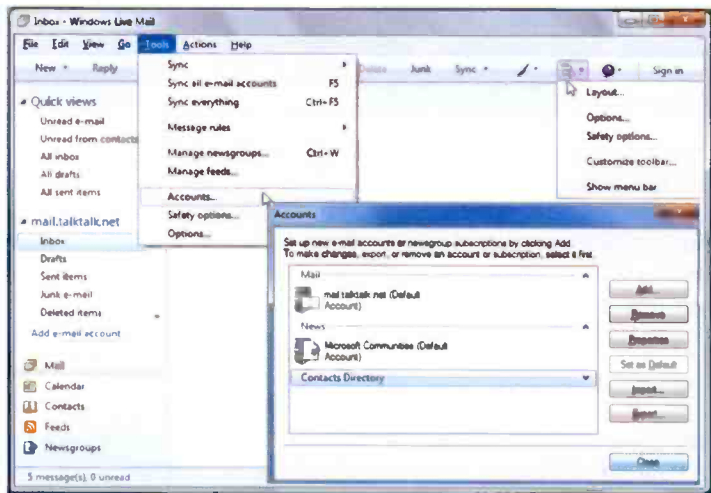 Inbox - Windows Live Mail
File Edit View Go Tools Actions Help
New Reply Delete Junk Sync Sign in
Sync
Sync all e-mail accounts F5
Sync everything Ctrl+F5
Message rules
Manage newsgroups... Ctrl+W
Manage feeds...
Accounts...
Safety options...
Options...
Layout...
Options...
Safety options...
Customize toolbar...
Show menu bar
Quick views
Unread e-mail
Unread from contacts
All inbox
All drafts
All sent items
mail.talktalk.net
Inbox
Drafts
Sent items
Junk e-mail
Deleted items
Add e-mail account
Mail
Calendar
Contacts
Feeds
Newsgroups
5 message(s), 0 unread
Accounts
Set up new e-mail accounts or newsgroup subscriptions by clicking Add.
To make changes, export, or remove an account or subscription, select it first.
Mail
mail.talktalk.net (Default
Account)
News
Microsoft Communities (Default
Account)
Contacts Directory
Add...
Remove
Properties
Set as Default
Import...
Export...
Close